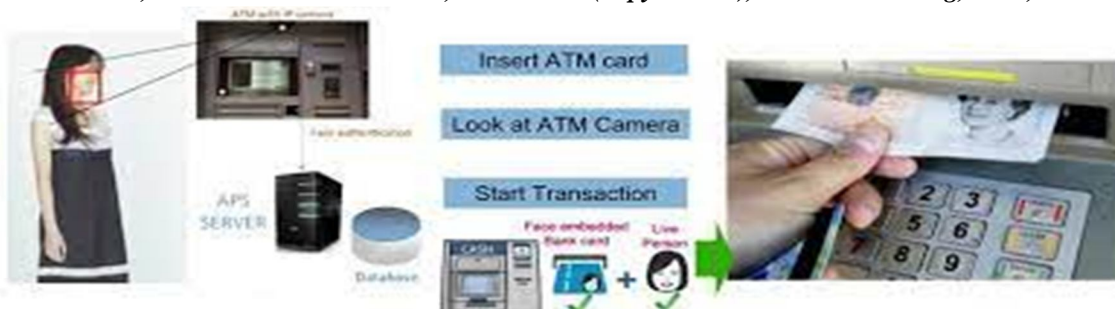 ATM with IP camera
Face authentication
APS
SERVER
Database
Insert ATM card
Look at ATM Camera
Start Transaction
Face embedded
Bank card
Live
Person
CASH
2 3
5 6
7 8 9